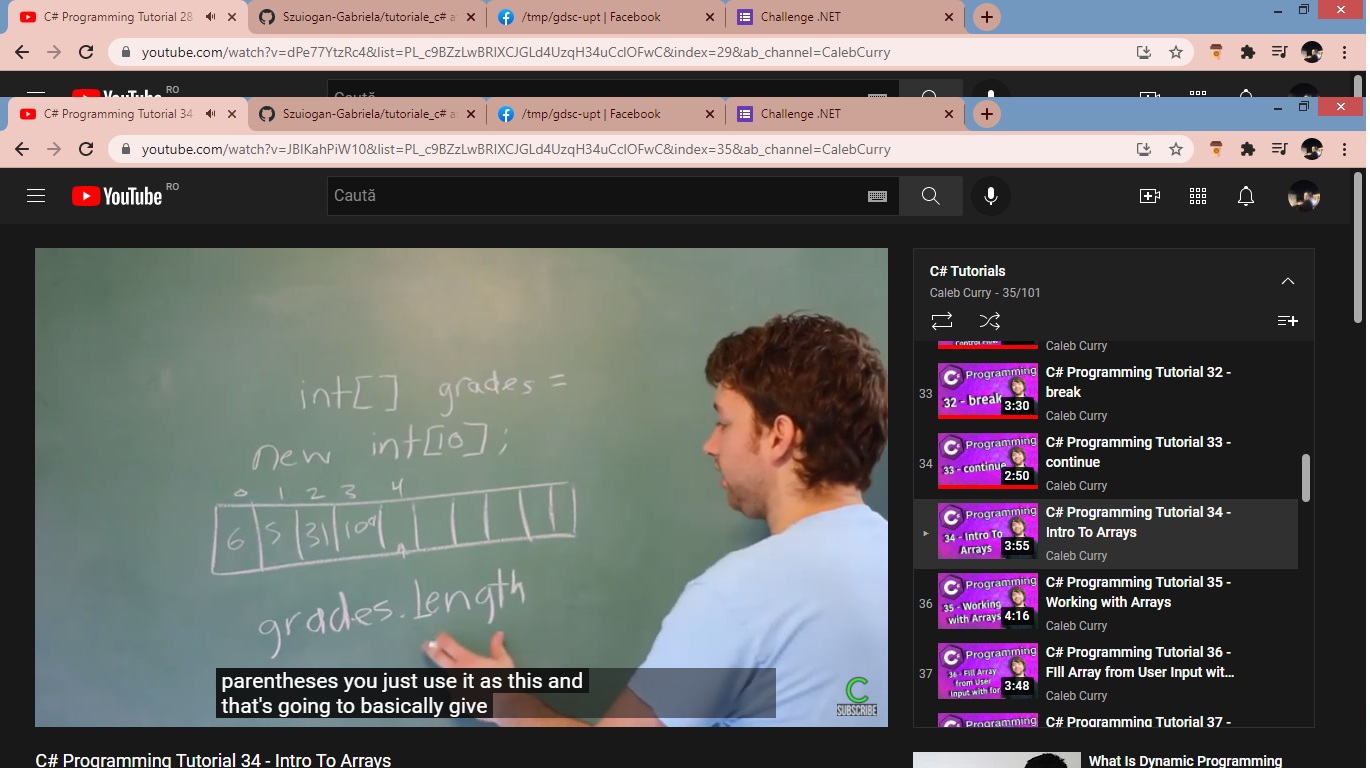 C# Programming Tutorial 28
Szuiogan-Gabriela/tutoriale_c# a
/tmp/gdsc-upt | Facebook
Challenge .NET
youtube.com/watch?v=dPe77YtzRc4&list=PL_c9BZzLwBRIXCJGLd4UzqH34uCclOFwC&index=29&ab_channel=CalebCurry
YouTube RO
Caută
C# Programming Tutorial 34
Szuiogan-Gabriela/tutoriale_c# a
/tmp/gdsc-upt | Facebook
Challenge .NET
youtube.com/watch?v=JBlKahPiW10&list=PL_c9BZzLwBRIXCJGLd4UzqH34uCclOFwC&index=35&ab_channel=CalebCurry
YouTube RO
Caută
int[] grades =
new int[10];
0 1 2 3 4
6 5 31 109
grades.Length
parentheses you just use it as this and
that's going to basically give
C
SUBSCRIBE
C# Programming Tutorial 34 - Intro To Arrays
C# Tutorials
Caleb Curry - 35/101
Caleb Curry
33
C Programming
32 - break
3:30
C# Programming Tutorial 32 -
break
Caleb Curry
34
C Programming
33 - continue
2:50
C# Programming Tutorial 33 -
continue
Caleb Curry
C Programming
34 - Intro To
Arrays
3:55
C# Programming Tutorial 34 -
Intro To Arrays
Caleb Curry
36
C Programming
35 - Working
with Arrays
4:16
C# Programming Tutorial 35 -
Working with Arrays
Caleb Curry
37
C Programming
36 - Fill Array
from User
Input with for
3:48
C# Programming Tutorial 36 -
FIll Array from User Input wit...
Caleb Curry
C Programming
C# Programming Tutorial 37 -
What Is Dynamic Programming